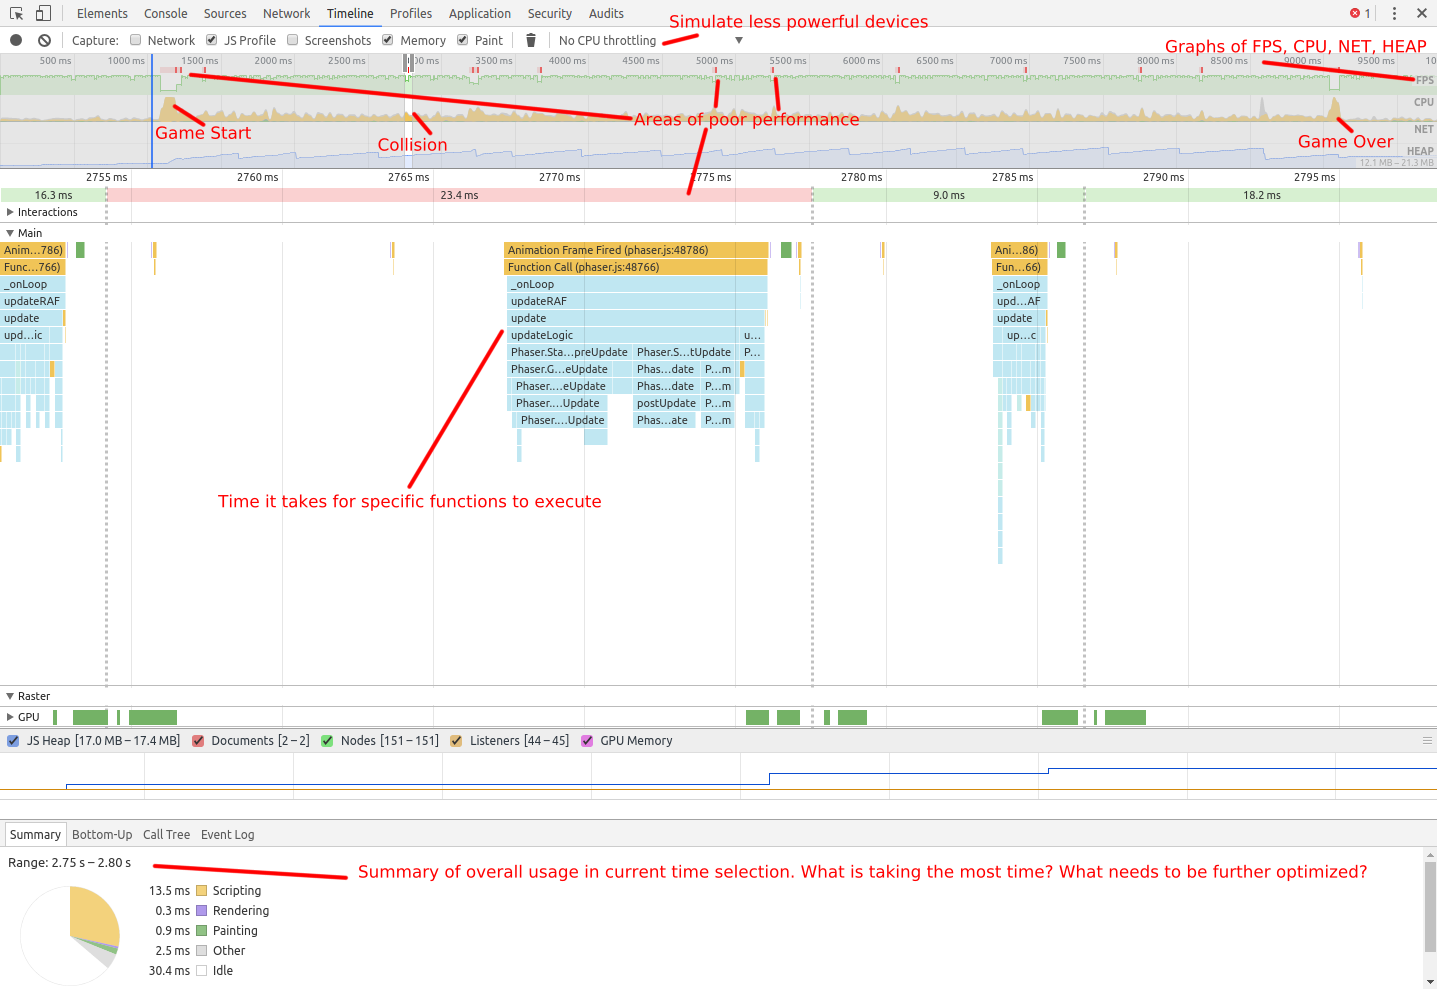 Elements Console Sources Network Timeline Profiles Application Security Audits 1
Simulate less powerful devices
Capture: Network JS Profile Screenshots Memory Paint No CPU throttling
Graphs of FPS, CPU, NET, HEAP
500 ms 1000 ms 1500 ms 2000 ms 2500 ms 3500 ms 4000 ms 4500 ms 5000 ms 5500 ms 6000 ms 6500 ms 7000 ms 7500 ms 8000 ms 8500 ms 9000 ms 9500 ms 10
FPS
CPU
Areas of poor performance
NET
Game Start
Collision
Game Over
HEAP
12.1 MB – 21.3 MB
2755 ms 2760 ms 2765 ms 2770 ms 2775 ms 2780 ms 2785 ms 2790 ms 2795 ms
16.3 ms 23.4 ms 9.0 ms 18.2 ms
Interactions
Main
Anim...786) Animation Frame Fired (phaser.js:48786) Ani...86)
Func...766) Function Call (phaser.js:48766) Fun...66)
_onLoop _onLoop _onLoop
updateRAF updateRAF upd...AF
update update update
upd...ic updateLogic u... up...c
Phaser.Sta...preUpdate Phaser.S...tUpdate P...
Phaser.G...eUpdate Phas...date P...m
Phaser....eUpdate Phas...date P...m
Phaser....Update postUpdate P...m
Phaser....Update Phas...ate P...m
Time it takes for specific functions to execute
Raster
GPU
JS Heap [17.0 MB – 17.4 MB] Documents [2 – 2] Nodes [151 – 151] Listeners [44 – 45] GPU Memory
Summary Bottom-Up Call Tree Event Log
Range: 2.75 s – 2.80 s
Summary of overall usage in current time selection. What is taking the most time? What needs to be further optimized?
13.5 ms Scripting
0.3 ms Rendering
0.9 ms Painting
2.5 ms Other
30.4 ms Idle